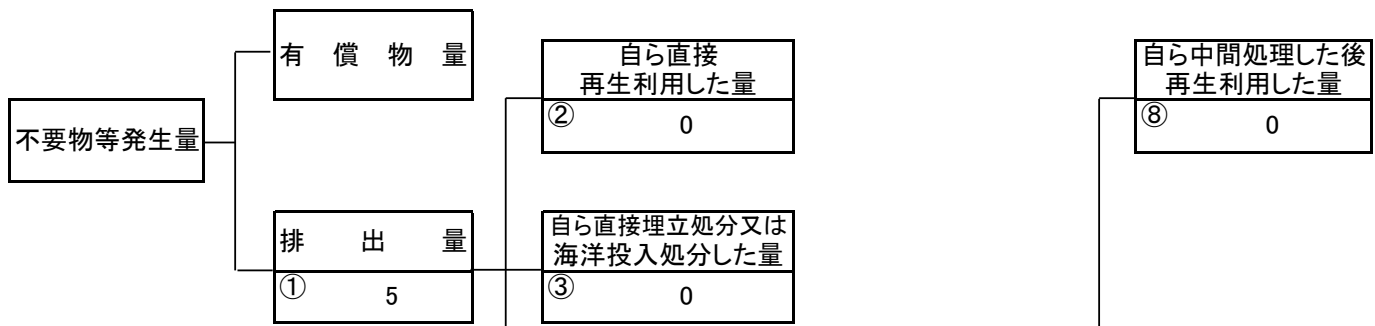 有償物量
自ら直接
再生利用した量
② 0
自ら中間処理した後
再生利用した量
⑧ 0
不要物等発生量
排出量
① 5
自ら直接埋立処分又は
海洋投入処分した量
③ 0